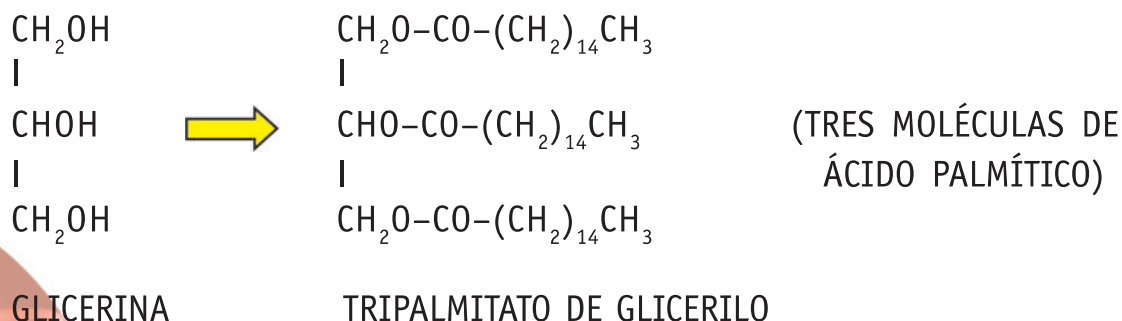 CH₂OH CH₂O–CO–(CH₂)₁₄CH₃
CHOH CHO–CO–(CH₂)₁₄CH₃ (TRES MOLÉCULAS DE
ÁCIDO PALMÍTICO)
CH₂OH CH₂O–CO–(CH₂)₁₄CH₃
GLICERINA TRIPALMITATO DE GLICERILO